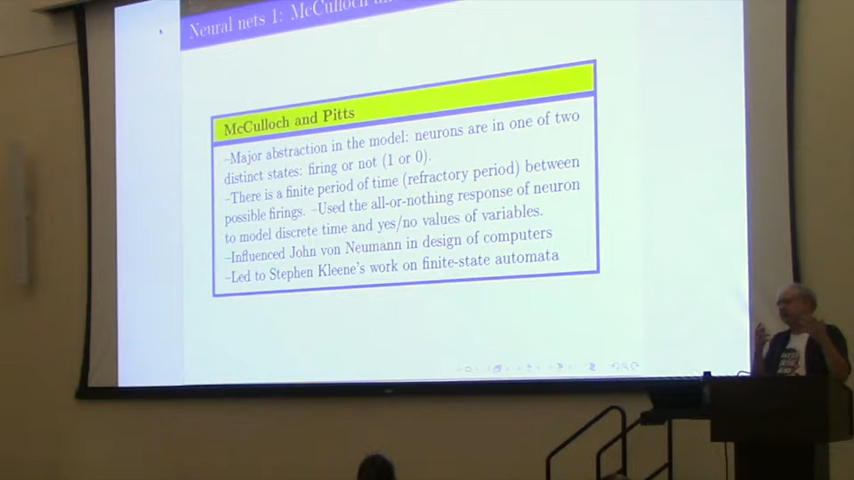 Neural nets 1: McCulloch and
McCulloch and Pitts
–Major abstraction in the model: neurons are in one of two
distinct states: firing or not (1 or 0).
–There is a finite period of time (refractory period) between
possible firings. –Used the all-or-nothing response of neuron
to model discrete time and yes/no values of variables.
–Influenced John von Neumann in design of computers
–Led to Stephen Kleene's work on finite-state automata